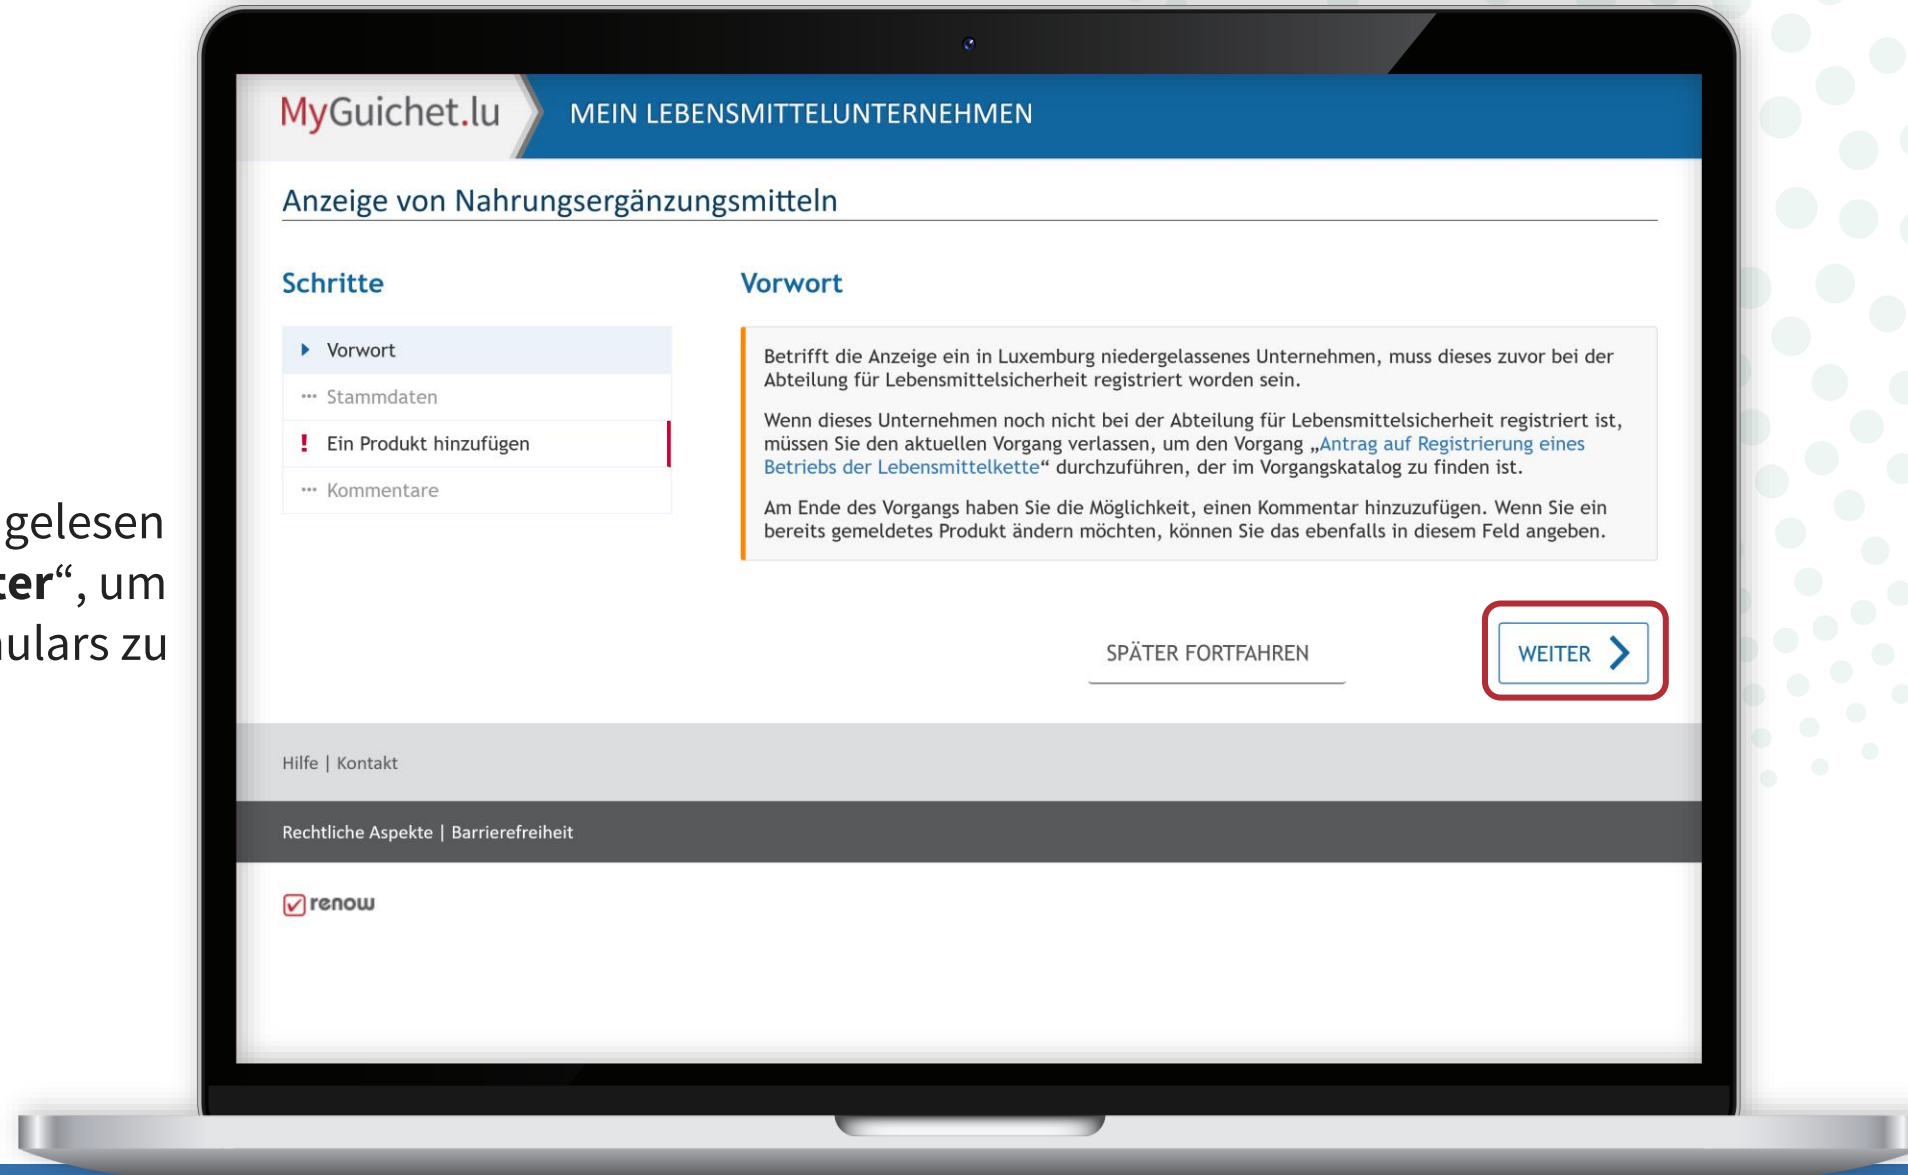 MyGuichet.lu
MEIN LEBENSMITTELUNTERNEHMEN
Anzeige von Nahrungsergänzungsmitteln
Schritte
Vorwort
Stammdaten
Ein Produkt hinzufügen
Kommentare
Vorwort
Betrifft die Anzeige ein in Luxemburg niedergelassenes Unternehmen, muss dieses zuvor bei der
Abteilung für Lebensmittelsicherheit registriert worden sein.
Wenn dieses Unternehmen noch nicht bei der Abteilung für Lebensmittelsicherheit registriert ist,
müssen Sie den aktuellen Vorgang verlassen, um den Vorgang „Antrag auf Registrierung eines
Betriebs der Lebensmittelkette“ durchzuführen, der im Vorgangskatalog zu finden ist.
Am Ende des Vorgangs haben Sie die Möglichkeit, einen Kommentar hinzuzufügen. Wenn Sie ein
bereits gemeldetes Produkt ändern möchten, können Sie das ebenfalls in diesem Feld angeben.
gelesen
ter“, um
ulars zu
SPÄTER FORTFAHREN
WEITER
Hilfe | Kontakt
Rechtliche Aspekte | Barrierefreiheit
renow